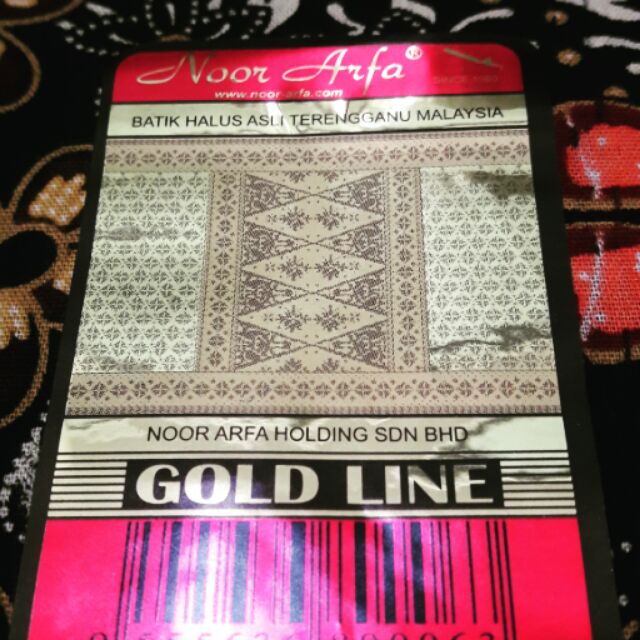 Noor Arfa®
SINCE 1980
www.noor-arfa.com
BATIK HALUS ASLI TERENGGANU MALAYSIA
NOOR ARFA HOLDING SDN BHD
GOLD LINE